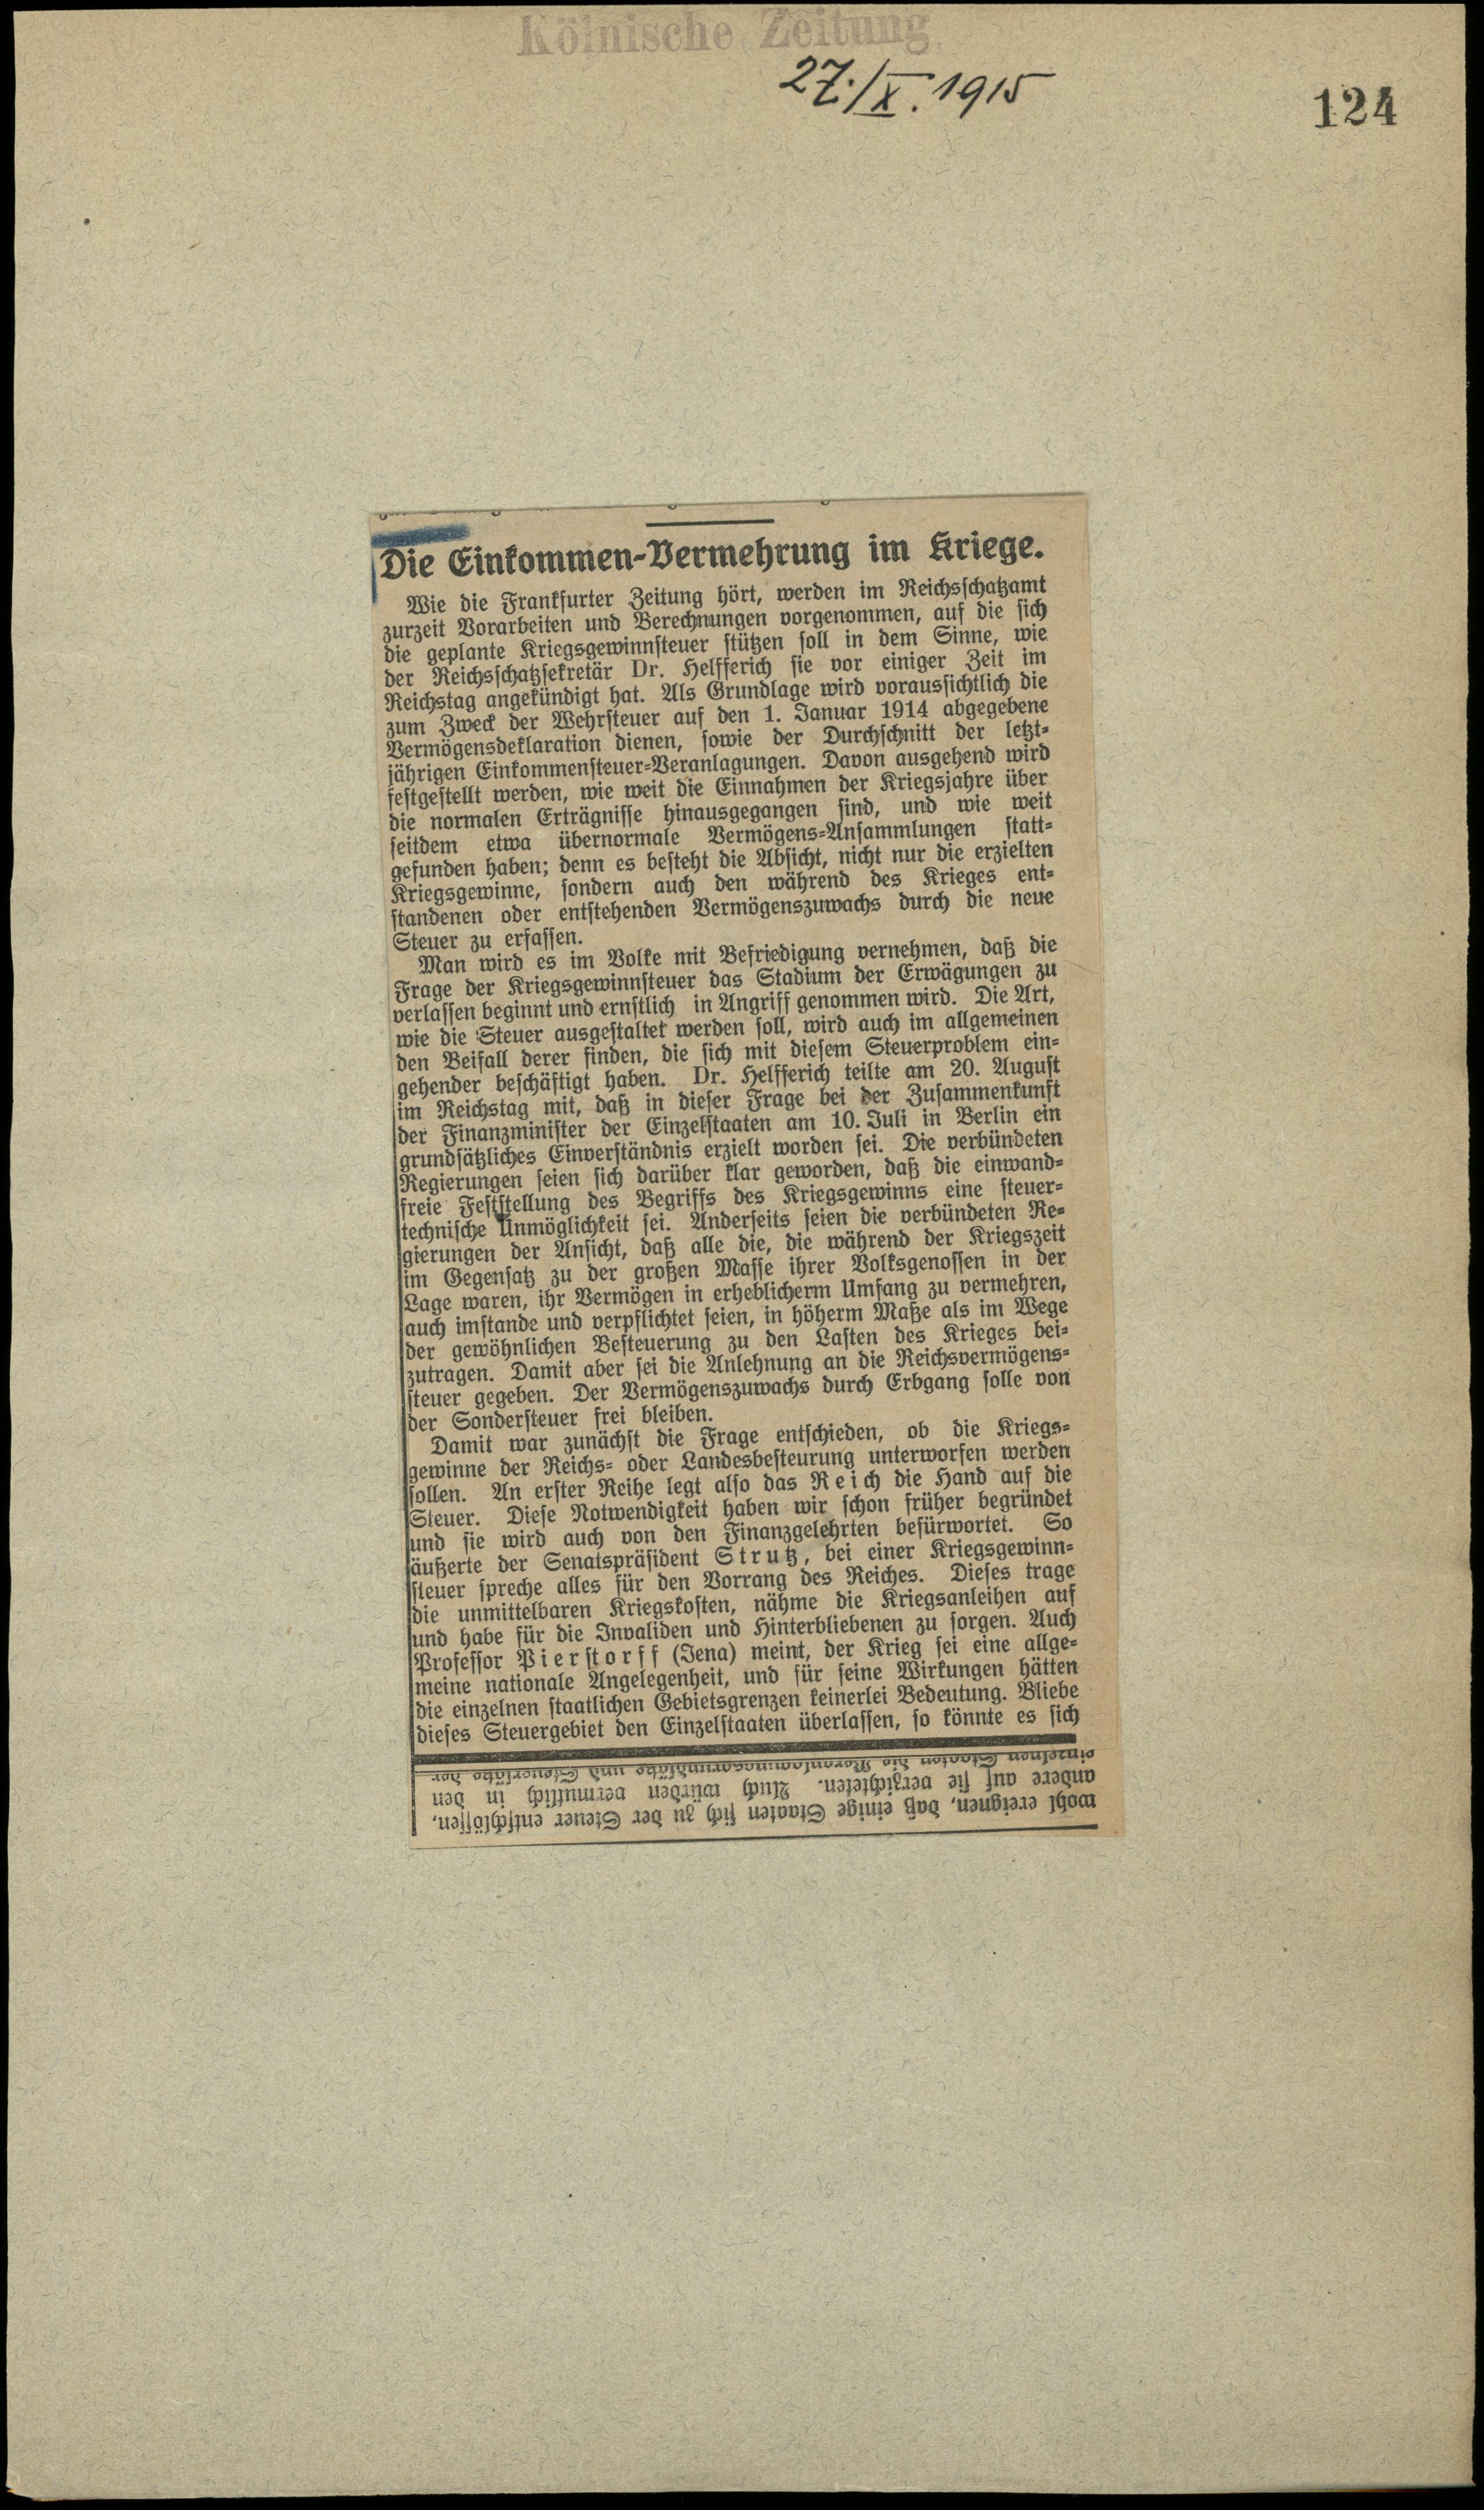 Kölnische Zeitung
27./X. 1915
124
Die Einkommen-Vermehrung im Kriege.
Wie die Frankfurter Zeitung hört, werden im Reichsschatzamt
zurzeit Vorarbeiten und Berechnungen vorgenommen, auf die sich
die geplante Kriegsgewinnsteuer stützen soll in dem Sinne, wie
der Reichsschatzsekretär Dr. Helfferich sie vor einiger Zeit im
Reichstag angekündigt hat. Als Grundlage wird voraussichtlich die
zum Zweck der Wehrsteuer auf den 1. Januar 1914 abgegebene
Vermögensdeklaration dienen, sowie der Durchschnitt der letzt-
jährigen Einkommensteuer-Veranlagungen. Davon ausgehend wird
festgestellt werden, wie weit die Einnahmen der Kriegsjahre über
die normalen Erträgnisse hinausgegangen sind, und wie weit
seitdem etwa übernormale Vermögens-Ansammlungen statt-
gefunden haben; denn es besteht die Absicht, nicht nur die erzielten
Kriegsgewinne, sondern auch den während des Krieges ent-
standenen oder entstehenden Vermögenszuwachs durch die neue
Steuer zu erfassen.
Man wird es im Volke mit Befriedigung vernehmen, daß die
Frage der Kriegsgewinnsteuer das Stadium der Erwägungen zu
verlassen beginnt und ernstlich in Angriff genommen wird. Die Art,
wie die Steuer ausgestaltet werden soll, wird auch im allgemeinen
den Beifall derer finden, die sich mit diesem Steuerproblem ein-
gehender beschäftigt haben. Dr. Helfferich teilte am 20. August
im Reichstag mit, daß in dieser Frage bei der Zusammenkunft
der Finanzminister der Einzelstaaten am 10. Juli in Berlin ein
grundsätzliches Einverständnis erzielt worden sei. Die verbündeten
Regierungen seien sich darüber klar geworden, daß die einwand-
freie Feststellung des Begriffs des Kriegsgewinns eine steuer-
technische Unmöglichkeit sei. Anderseits seien die verbündeten Re-
gierungen der Ansicht, daß alle die, die während der Kriegszeit
im Gegensatz zu der großen Masse ihrer Volksgenossen in der
Lage waren, ihr Vermögen in erheblicherm Umfang zu vermehren,
auch imstande und verpflichtet seien, in höherm Maße als im Wege
der gewöhnlichen Besteuerung zu den Lasten des Krieges bei-
zutragen. Damit aber sei die Anlehnung an die Reichsvermögens-
steuer gegeben. Der Vermögenszuwachs durch Erbgang solle von
der Sondersteuer frei bleiben.
Damit war zunächst die Frage entschieden, ob die Kriegs-
gewinne der Reichs- oder Landesbesteurung unterworfen werden
sollen. An erster Reihe legt also das Reich die Hand auf die
Steuer. Diese Notwendigkeit haben wir schon früher begründet
und sie wird auch von den Finanzgelehrten befürwortet. So
äußerte der Senatspräsident Strutz, bei einer Kriegsgewinn-
steuer spreche alles für den Vorrang des Reiches. Dieses trage
die unmittelbaren Kriegskosten, nähme die Kriegsanleihen auf
und habe für die Invaliden und Hinterbliebenen zu sorgen. Auch
Professor Pierstorff (Jena) meint, der Krieg sei eine allge-
meine nationale Angelegenheit, und für seine Wirkungen hätten
die einzelnen staatlichen Gebietsgrenzen keinerlei Bedeutung. Bliebe
dieses Steuergebiet den Einzelstaaten überlassen, so könnte es sich
wohl ereignen, daß einige Staaten sich zu der Steuer entschlössen,
andere auf sie verzichteten. Auch würden vermutlich in den
einzelnen Staaten die Veranlagungsgrundsätze und Steuersätze der